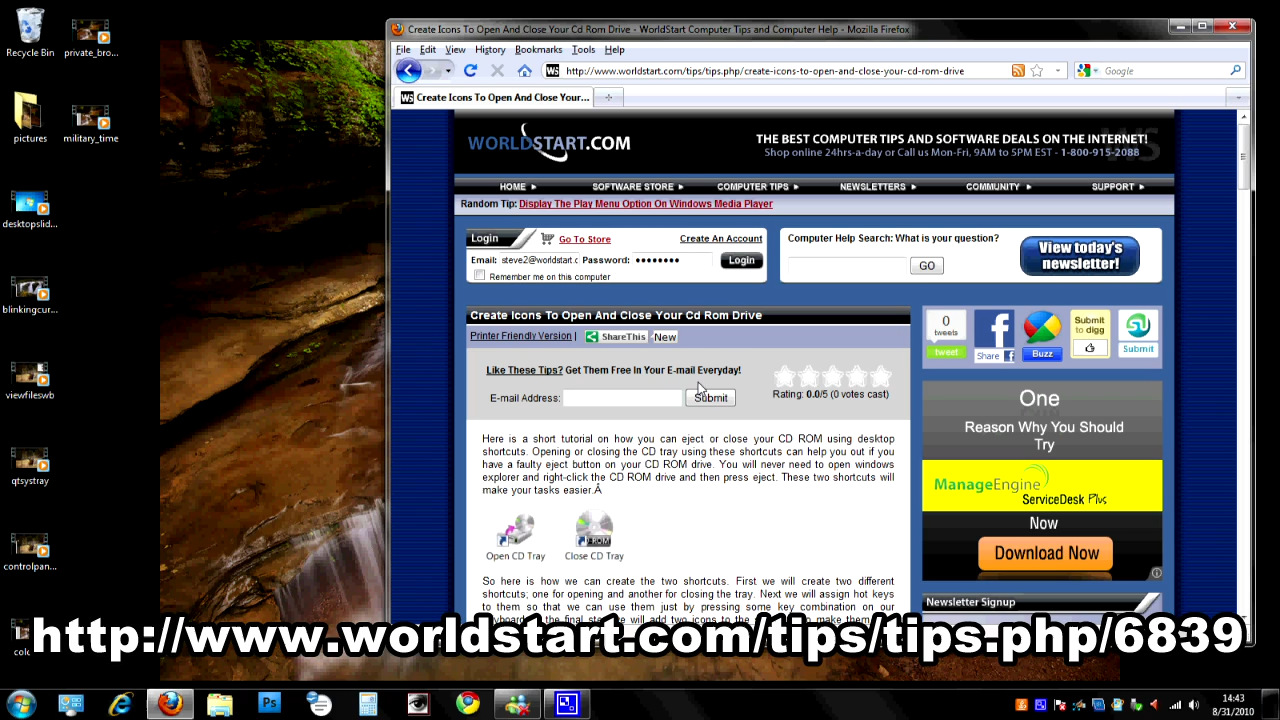 Recycle Bin
private_bro...
pictures
military_time
desktopslid...
blinkingcur...
viewfileswb
qtsystray
controlpan...
Create Icons To Open And Close Your Cd Rom Drive - WorldStart Computer Tips and Computer Help - Mozilla Firefox
File Edit View History Bookmarks Tools Help
http://www.worldstart.com/tips/tips.php/create-icons-to-open-and-close-your-cd-rom-drive
Google
Create Icons To Open And Close Your...
WORLDSTART.COM
THE BEST COMPUTER TIPS AND SOFTWARE DEALS ON THE INTERNET!
Shop online 24hrs-a-day or Call us Mon-Fri, 9AM to 5PM EST - 1-800-915-2088
HOME SOFTWARE STORE COMPUTER TIPS NEWSLETTERS COMMUNITY SUPPORT
Random Tip: Display The Play Menu Option On Windows Media Player
Login Go To Store Create An Account
Email: steve2@worldstart.c Password: ●●●●●●●● Login
Remember me on this computer
Computer Help Search: What is your question?
GO
View today's
newsletter!
Create Icons To Open And Close Your Cd Rom Drive
Printer Friendly Version | ShareThis New
Like These Tips? Get Them Free In Your E-mail Everyday!
E-mail Address: Submit
Rating: 0.0/5 (0 votes cast)
0
tweets
tweet
Share
Buzz
Submit
to digg
Submit
Here is a short tutorial on how you can eject or close your CD ROM using desktop
shortcuts. Opening or closing the CD tray using these shortcuts can help you out if you
have a faulty eject button on your CD ROM drive. You will never need to open windows
explorer and right-click the CD ROM drive and then press eject. These two shortcuts will
make your tasks easier.Â
Open CD Tray Close CD Tray
So here is how we can create the two shortcuts. First we will create two different
shortcuts; one for opening and another for closing the tray. Next we will assign hot keys
to them so that we can use them just by pressing some key combination on our
One
Reason Why You Should
Try
ManageEngine
ServiceDesk Plus
Now
Download Now
Newsletter Signup
http://www.worldstart.com/tips/tips.php/6839
14:43
8/31/2010